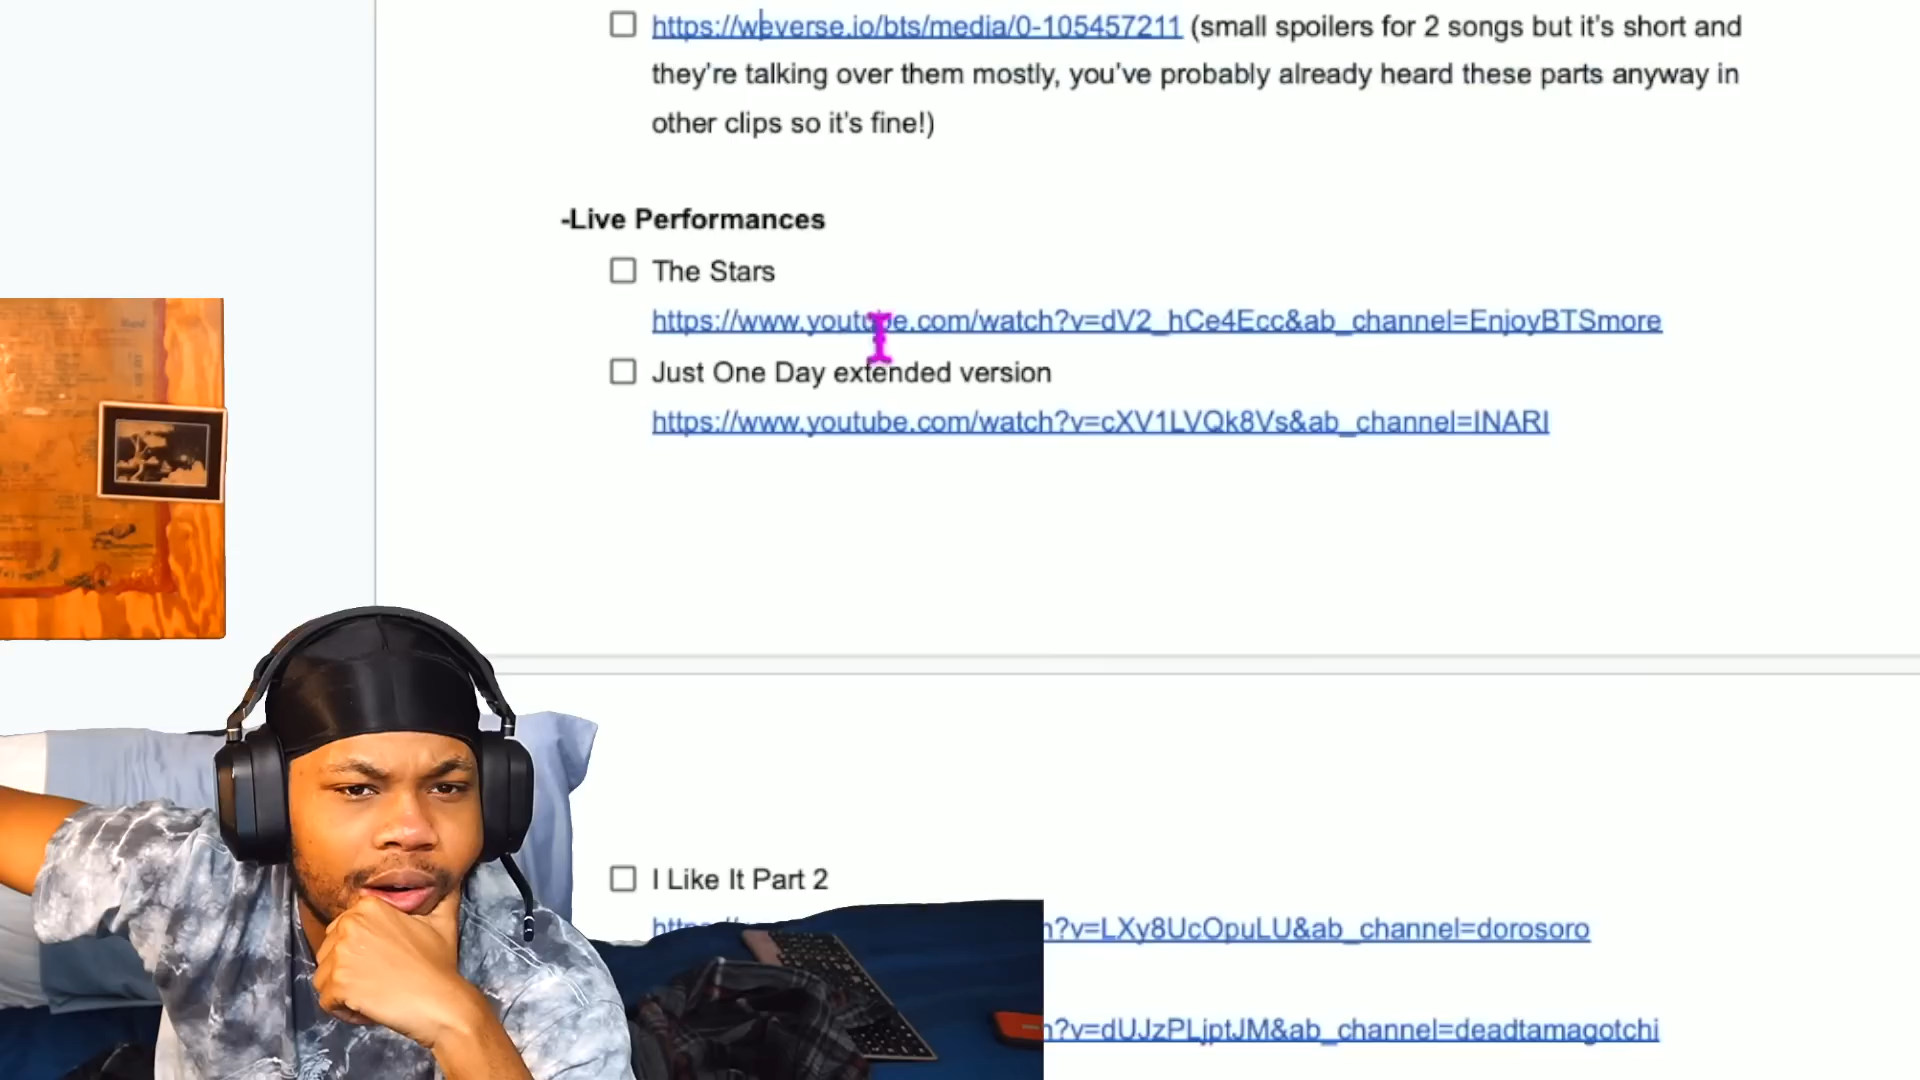 https://weverse.io/bts/media/0-105457211 (small spoilers for 2 songs but it's short and
they're talking over them mostly, you've probably already heard these parts anyway in
other clips so it's fine!)
-Live Performances
The Stars
https://www.youtube.com/watch?v=dV2_hCe4Ecc&ab_channel=EnjoyBTSmore
Just One Day extended version
https://www.youtube.com/watch?v=cXV1LVQk8Vs&ab_channel=INARI
I Like It Part 2
?v=LXy8UcOpuLU&ab_channel=dorosoro
?v=dUJzPLjptJM&ab_channel=deadtamagotchi